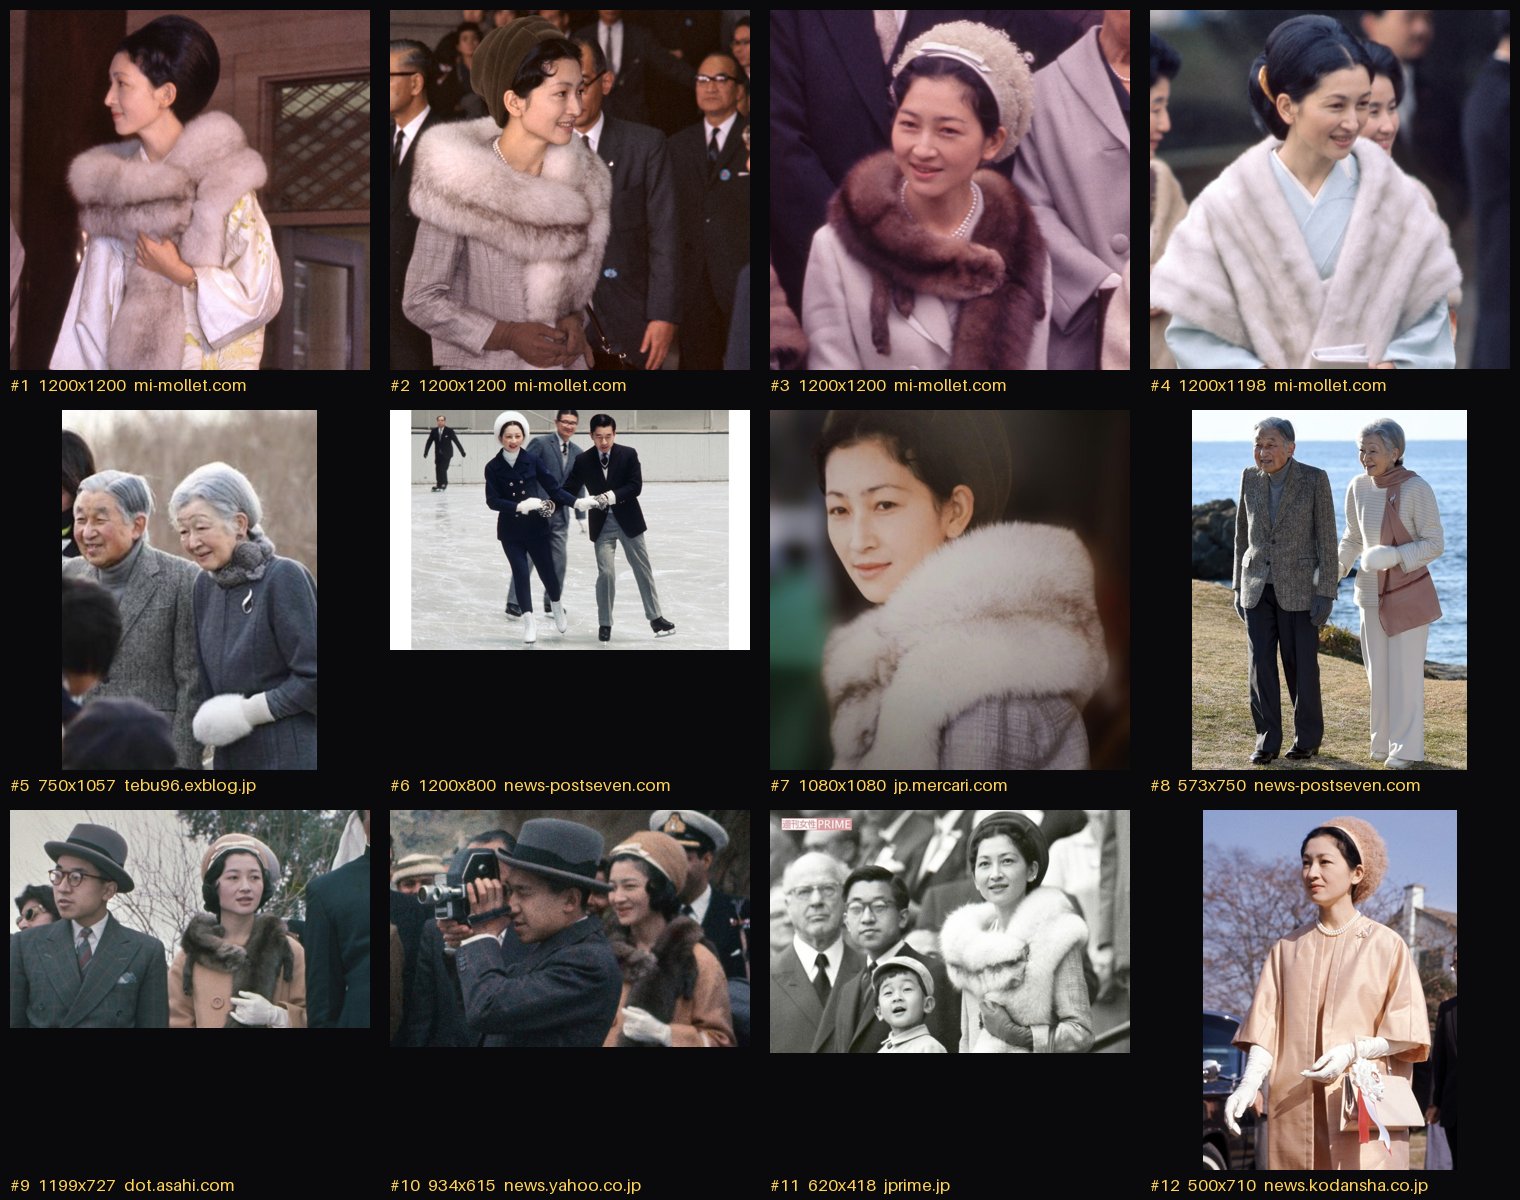 #1 1200x1200 mi-mollet.com
#2 1200x1200 mi-mollet.com
#3 1200x1200 mi-mollet.com
#4 1200x1198 mi-mollet.com
#5 750x1057 tebu96.exblog.jp
#6 1200x800 news-postseven.com
#7 1080x1080 jp.mercari.com
#8 573x750 news-postseven.com
週刊女性PRIME
#9 1199x727 dot.asahi.com
#10 934x615 news.yahoo.co.jp
#11 620x418 jprime.jp
#12 500x710 news.kodansha.co.jp